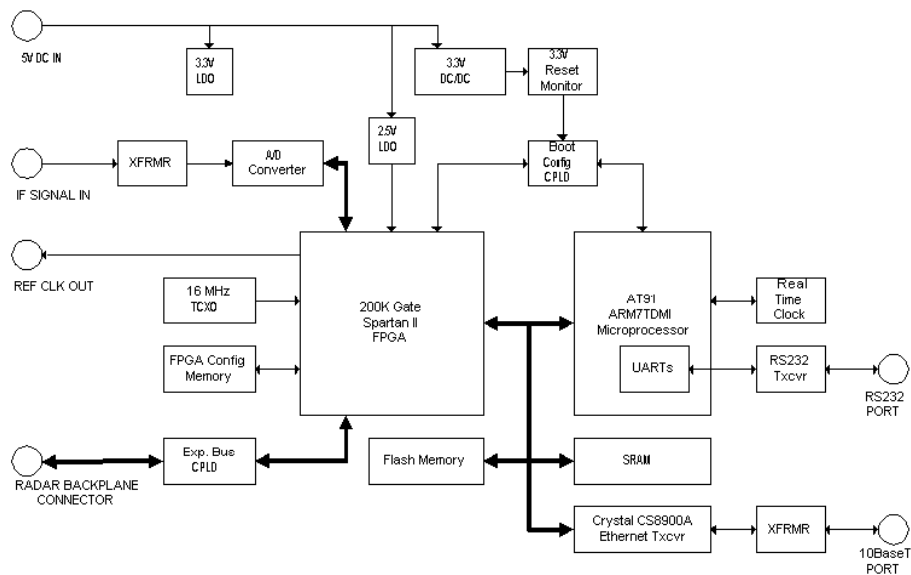 5V DC IN
3.3V
LDO
3.3V
DC/DC
3.3V
Reset
Monitor
2.5V
LDO
Boot
Config
CPLD
XFRMR
A/D
Converter
IF SIGNAL IN
REF CLK OUT
16 MHz
TCXO
200K Gate
Spartan II
FPGA
AT91
ARM7TDMI
Microprocessor
Real
Time
Clock
FPGA Config
Memory
UARTs
RS232
Txcvr
RS232
PORT
Exp. Bus
CPLD
RADAR BACKPLANE
CONNECTOR
Flash Memory
SRAM
Crystal CS8900A
Ethernet Txcvr
XFRMR
10BaseT
PORT